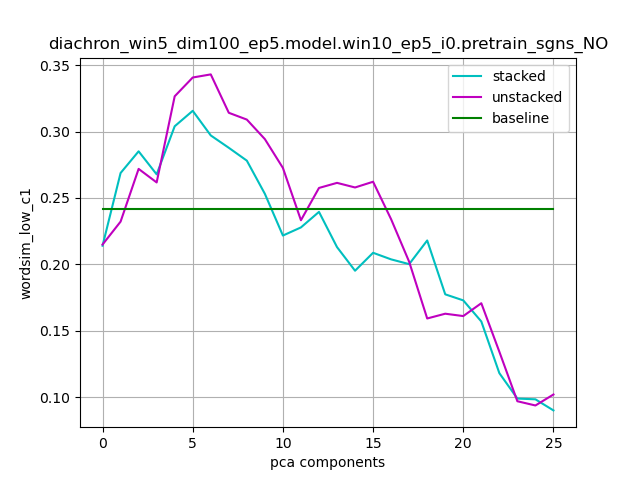 diachron_win5_dim100_ep5.model.win10_ep5_i0.pretrain_sgns_NO
stacked
unstacked
baseline
wordsim_low_c1
0.35
0.30
0.25
0.20
0.15
0.10
0
5
10
15
20
25
pca components